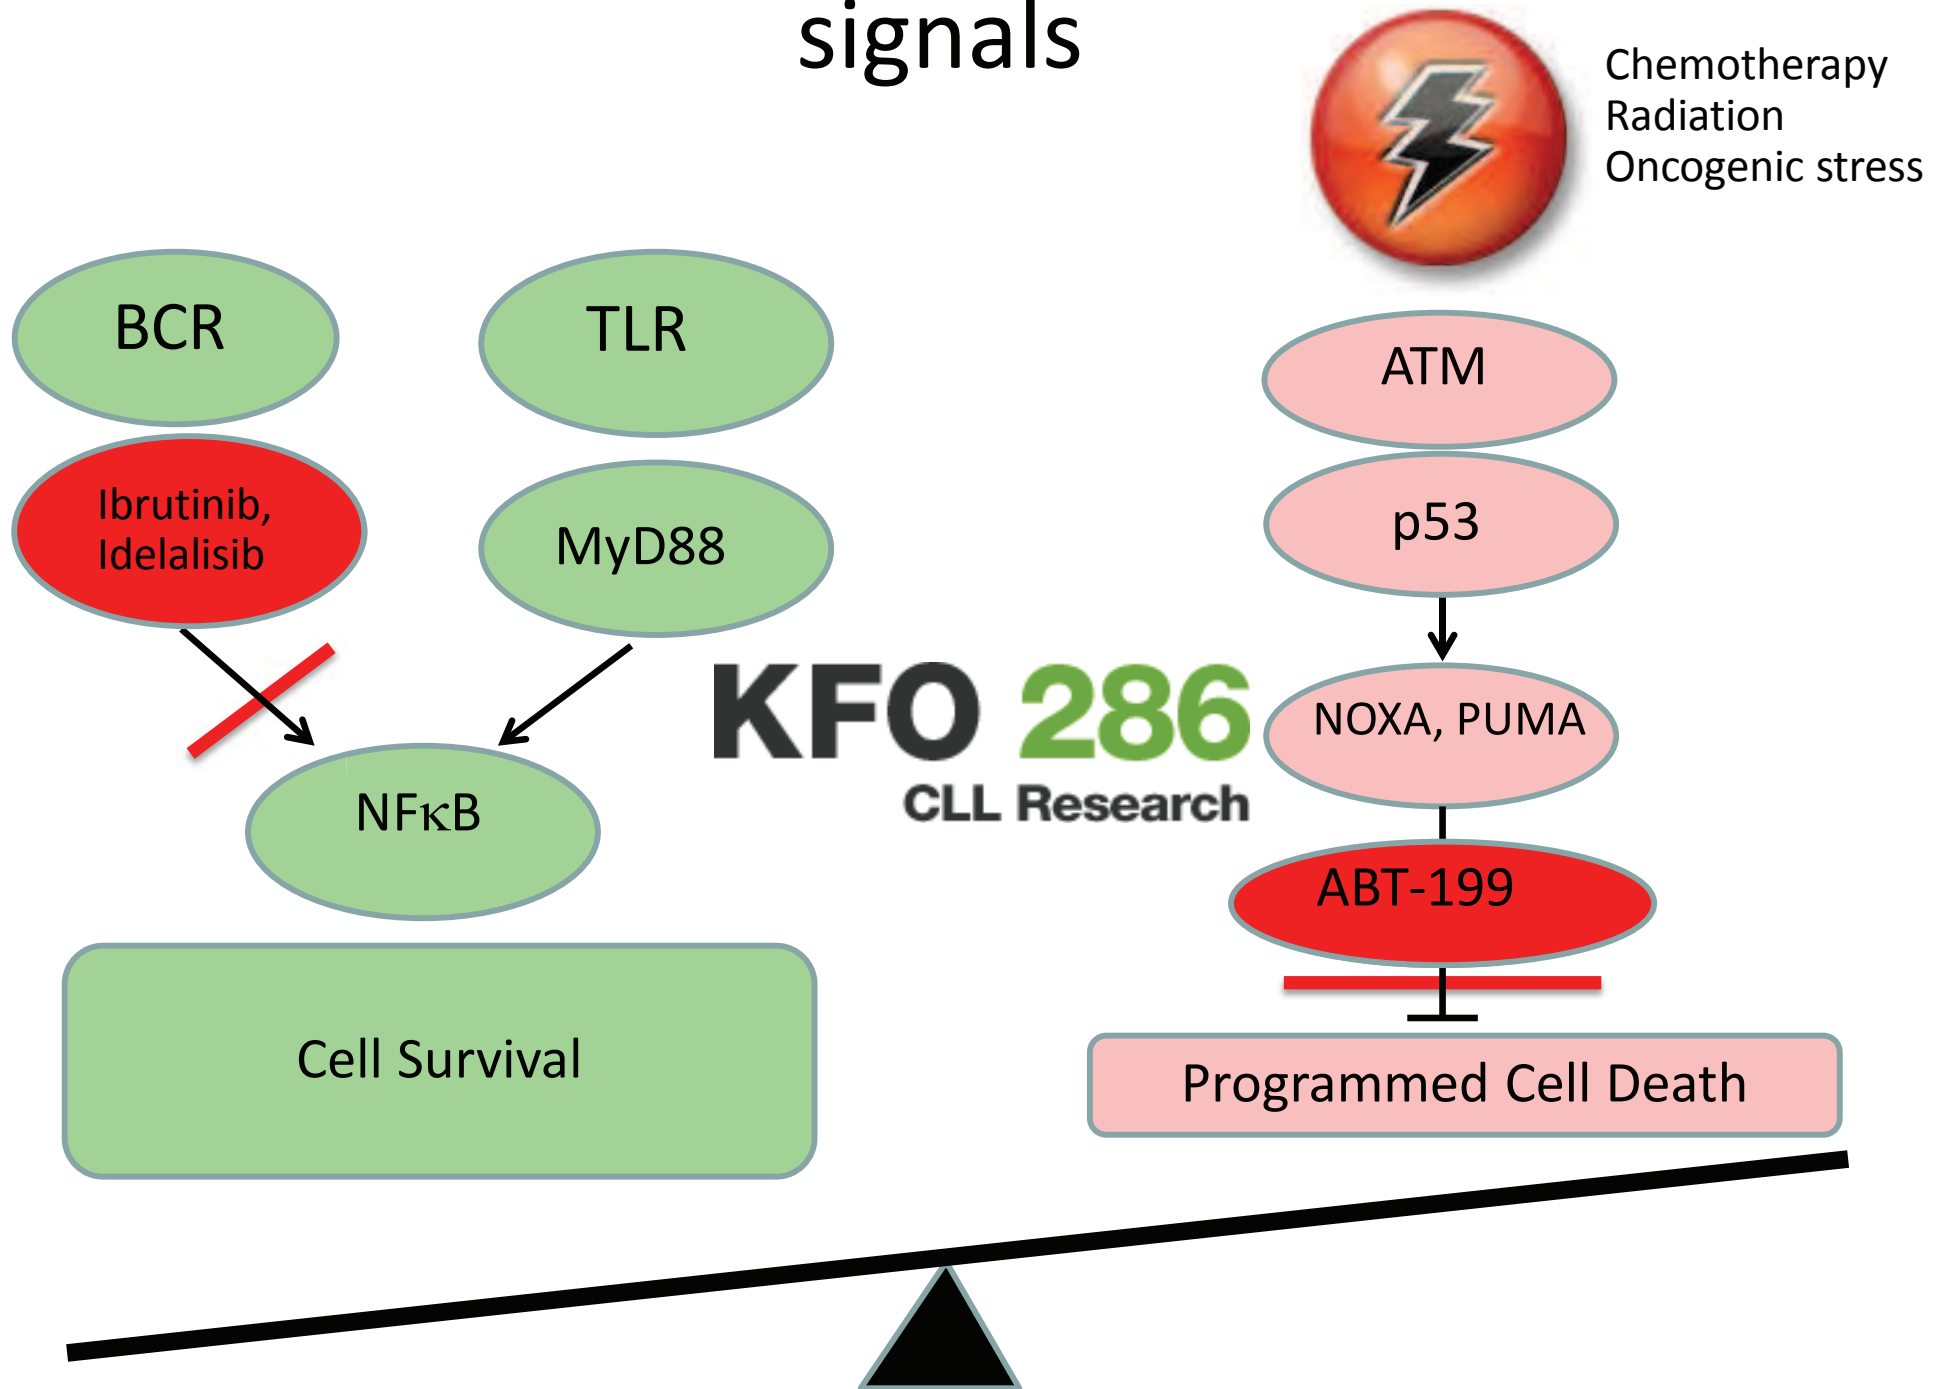 signals
Chemotherapy
Radiation
Oncogenic stress
BCR
TLR
ATM
Ibrutinib,
Idelalisib
MyD88
p53
KFO 286
CLL Research
NOXA, PUMA
NFκB
ABT-199
Cell Survival
Programmed Cell Death